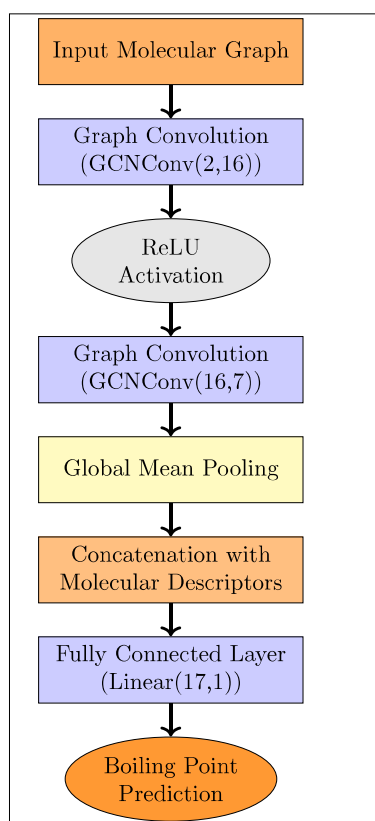 Input Molecular Graph
Graph Convolution
(GCNConv(2,16))
ReLU
Activation
Graph Convolution
(GCNConv(16,7))
Global Mean Pooling
Concatenation with
Molecular Descriptors
Fully Connected Layer
(Linear(17,1))
Boiling Point
Prediction